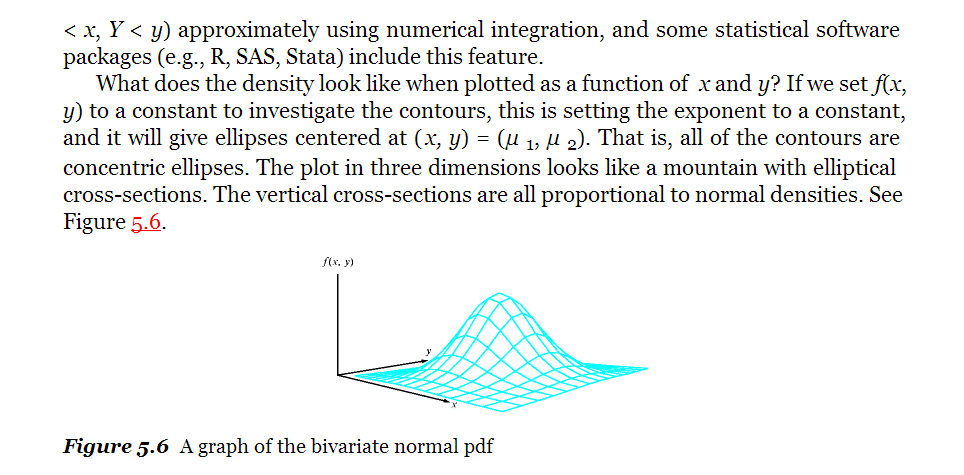 < x, Y < y) approximately using numerical integration, and some statistical software
packages (e.g., R, SAS, Stata) include this feature.
What does the density look like when plotted as a function of x and y? If we set f(x,
y) to a constant to investigate the contours, this is setting the exponent to a constant,
and it will give ellipses centered at (x, y) = (μ 1, μ 2). That is, all of the contours are
concentric ellipses. The plot in three dimensions looks like a mountain with elliptical
cross-sections. The vertical cross-sections are all proportional to normal densities. See
Figure 5.6.
f(x, y)
y
x
Figure 5.6 A graph of the bivariate normal pdf